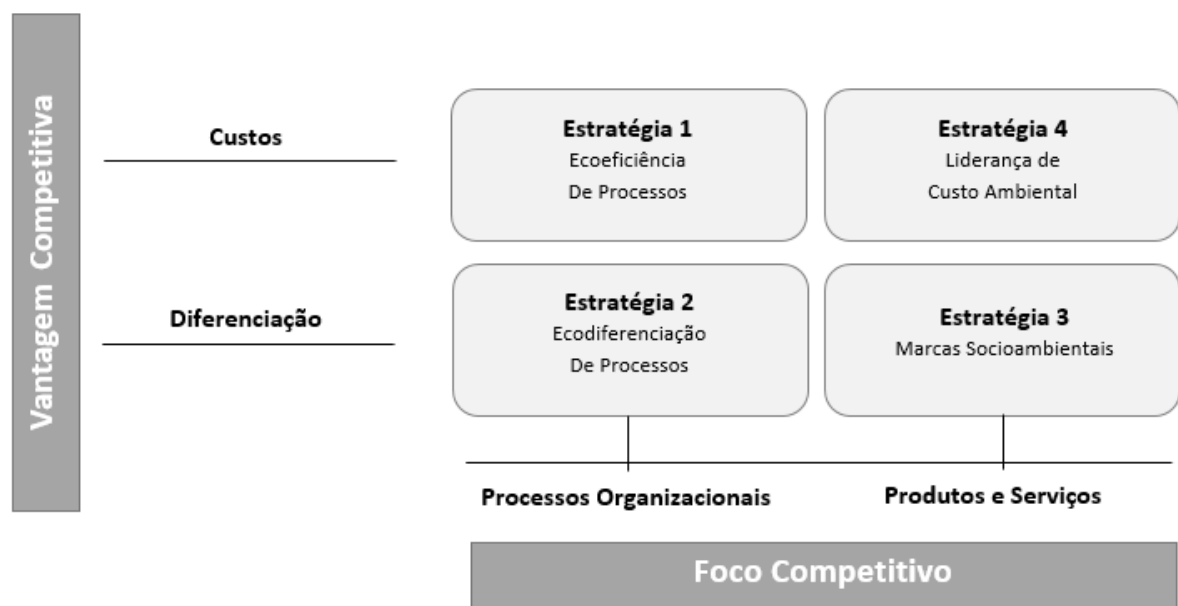 Vantagem Competitiva
Custos
Estratégia 1
Ecoeficiência
De Processos
Estratégia 4
Liderança de
Custo Ambiental
Diferenciação
Estratégia 2
Ecodiferenciação
De Processos
Estratégia 3
Marcas Socioambientais
Processos Organizacionais
Produtos e Serviços
Foco Competitivo